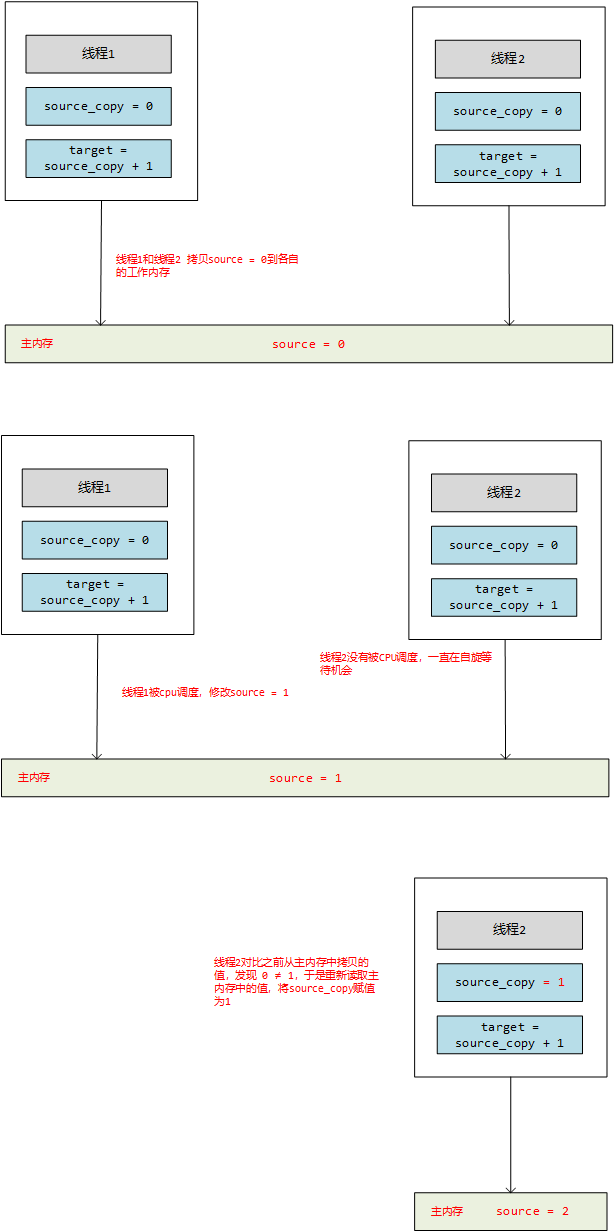 线程1
source_copy = 0
target =
source_copy + 1
线程2
source_copy = 0
target =
source_copy + 1
线程1和线程2 拷贝source = 0到各自
的工作内存
主内存 source = 0
线程1
source_copy = 0
target =
source_copy + 1
线程2
source_copy = 0
target =
source_copy + 1
线程2没有被CPU调度，一直在自旋等
待机会
线程1被cpu调度，修改source = 1
主内存 source = 1
线程2
source_copy = 1
target =
source_copy + 1
线程2对比之前从主内存中拷贝的
值，发现 0 ≠ 1，于是重新读取主
内存中的值，将source_copy赋值
为1
主内存 source = 2